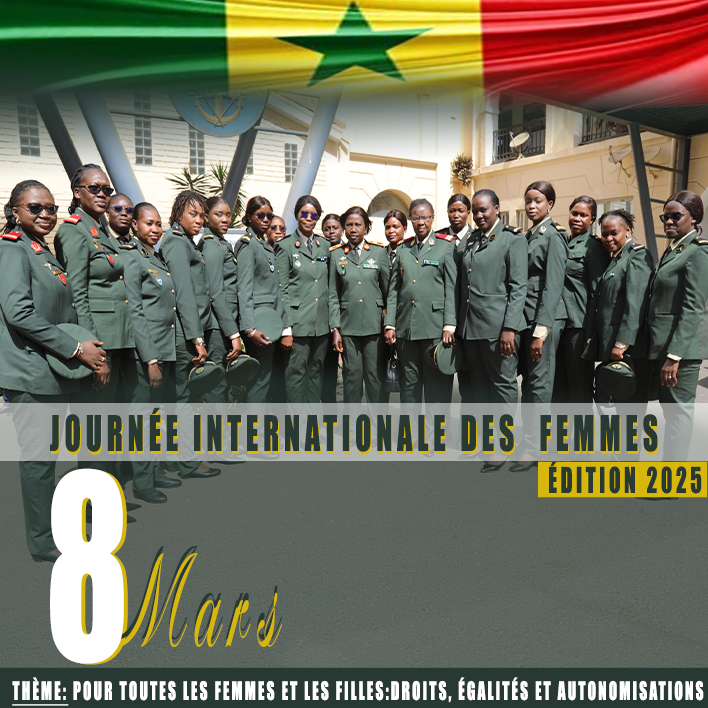 JOURNÉE INTERNATIONALE DES FEMMES
ÉDITION 2025
8 Mars
THÈME: POUR TOUTES LES FEMMES ET LES FILLES:DROITS, ÉGALITÉS ET AUTONOMISATIONS